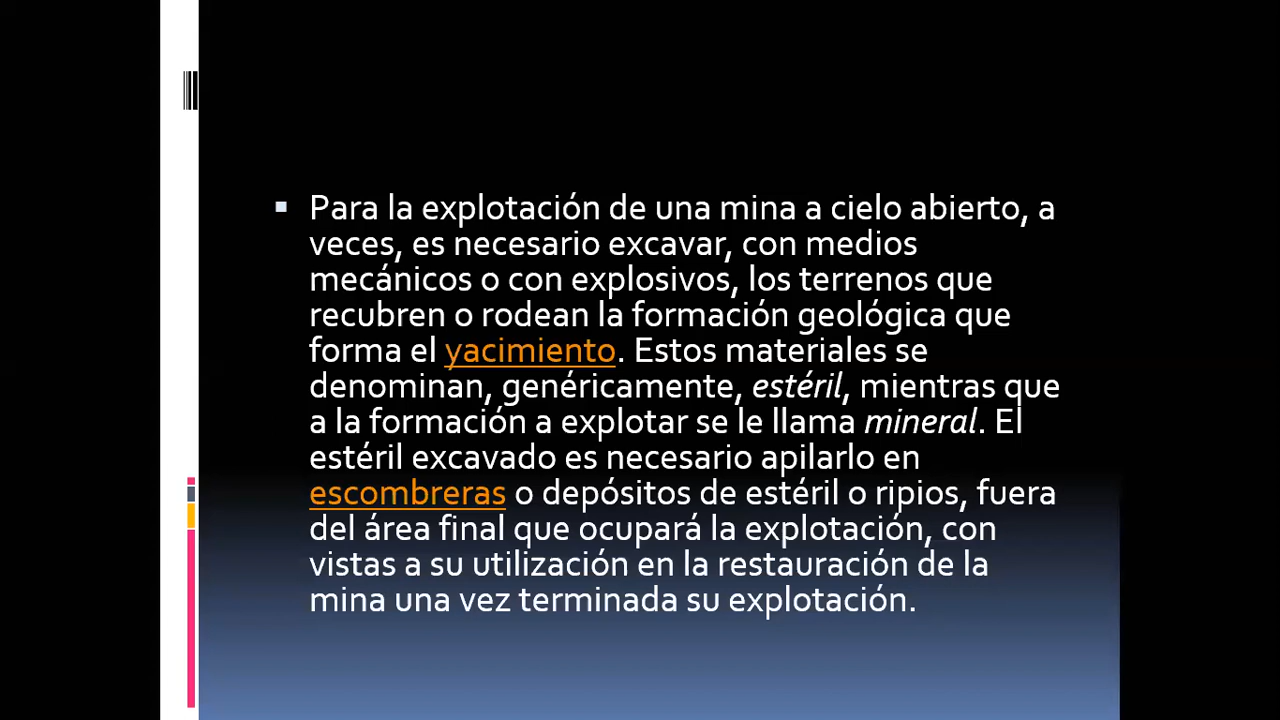 Para la explotación de una mina a cielo abierto, a
veces, es necesario excavar, con medios
mecánicos o con explosivos, los terrenos que
recubren o rodean la formación geológica que
forma el yacimiento. Estos materiales se
denominan, genéricamente, estéril, mientras que
a la formación a explotar se le llama mineral. El
estéril excavado es necesario apilarlo en
escombreras o depósitos de estéril o ripios, fuera
del área final que ocupará la explotación, con
vistas a su utilización en la restauración de la
mina una vez terminada su explotación.